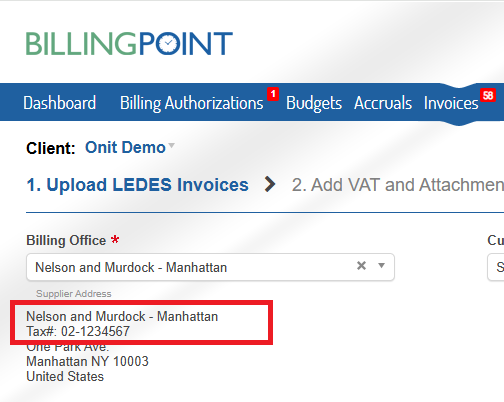 BILLINGPOINT
Dashboard Billing Authorizations 1 Budgets Accruals Invoices 58
Client: Onit Demo
1. Upload LEDES Invoices 2. Add VAT and Attachment
Billing Office * Cu
Nelson and Murdock - Manhattan × S
Supplier Address
Nelson and Murdock - Manhattan
Tax#: 02-1234567
One Park Ave.
Manhattan NY 10003
United States